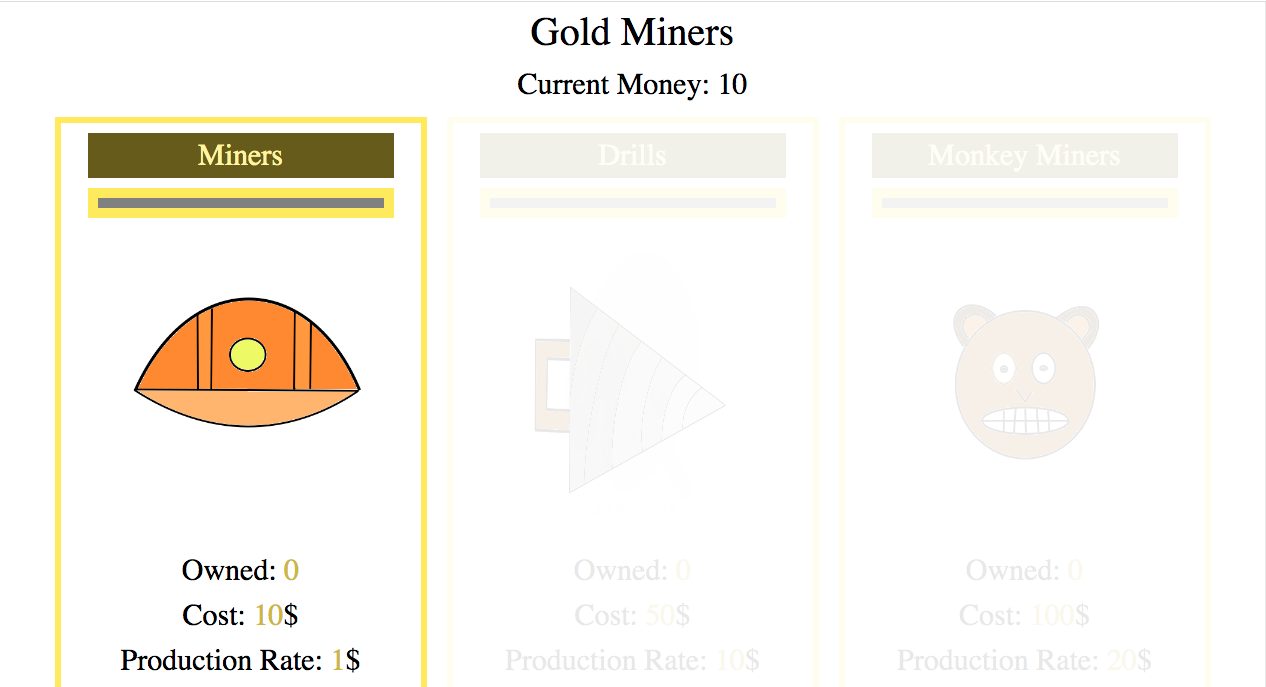 Gold Miners
Current Money: 10
Miners
Owned: 0
Cost: 10$
Production Rate: 1$
Drills
Owned: 0
Cost: 50$
Production Rate: 10$
Monkey Miners
Owned: 0
Cost: 100$
Production Rate: 20$